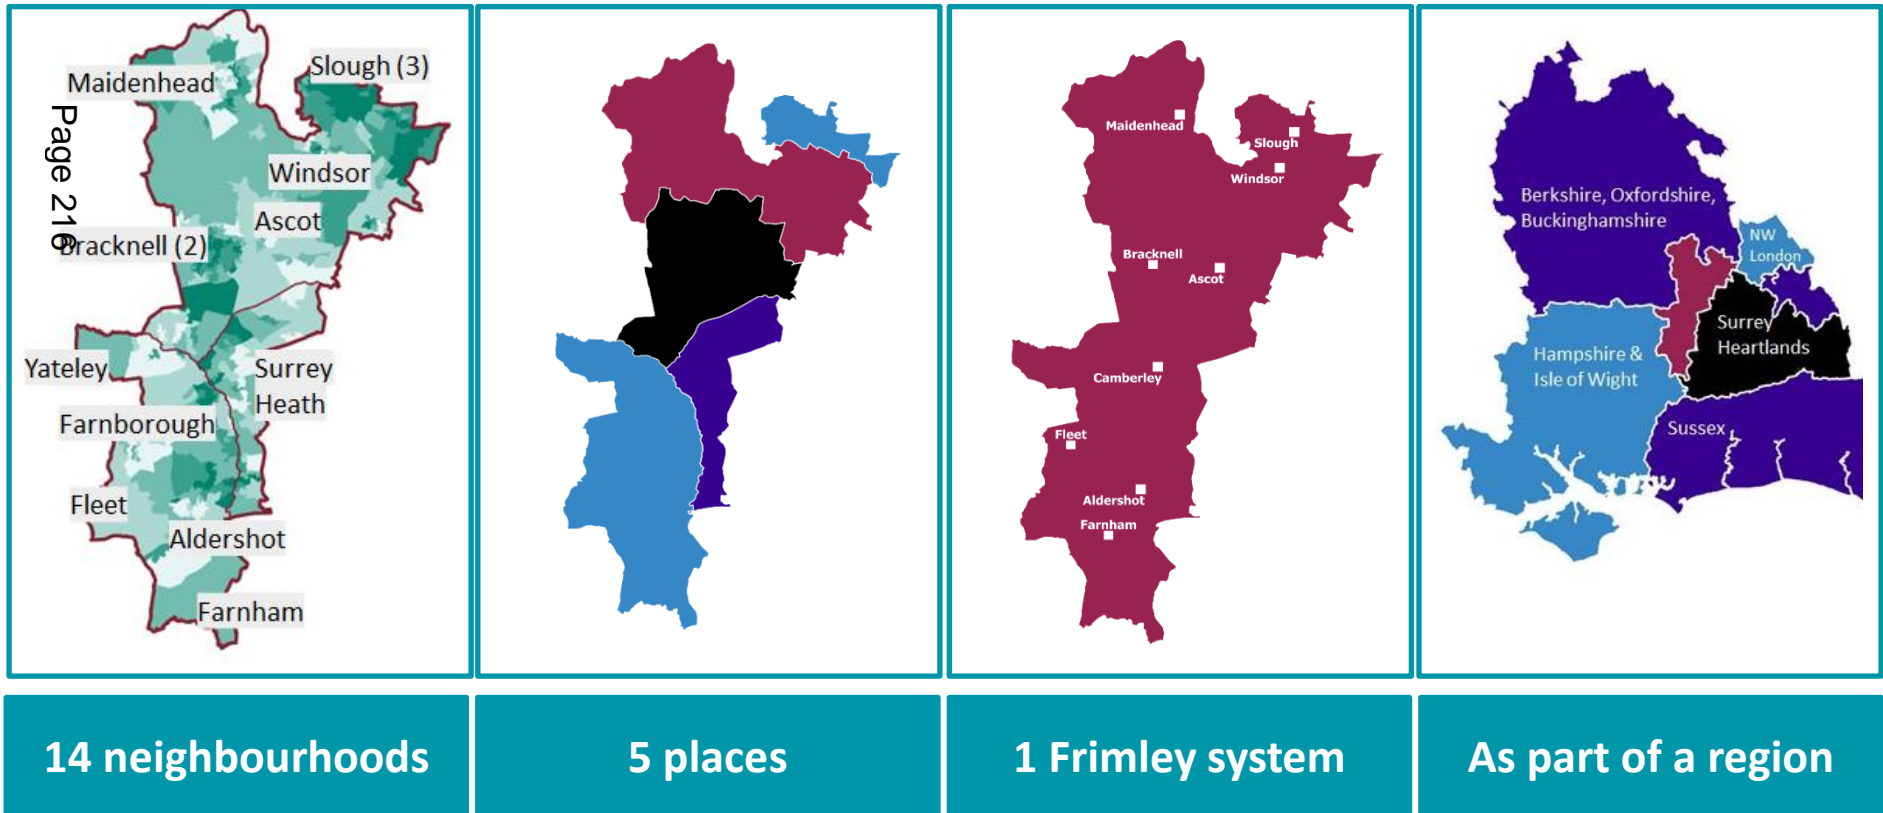 Page 216
Maidenhead
Slough (3)
Windsor
Ascot
Bracknell (2)
Yateley
Surrey
Heath
Farnborough
Fleet
Aldershot
Farnham
14 neighbourhoods
5 places
Maidenhead
Slough
Windsor
Bracknell
Ascot
Camberley
Fleet
Aldershot
Farnham
1 Frimley system
Berkshire, Oxfordshire,
Buckinghamshire
NW
London
Surrey
Heartlands
Hampshire &
Isle of Wight
Sussex
As part of a region